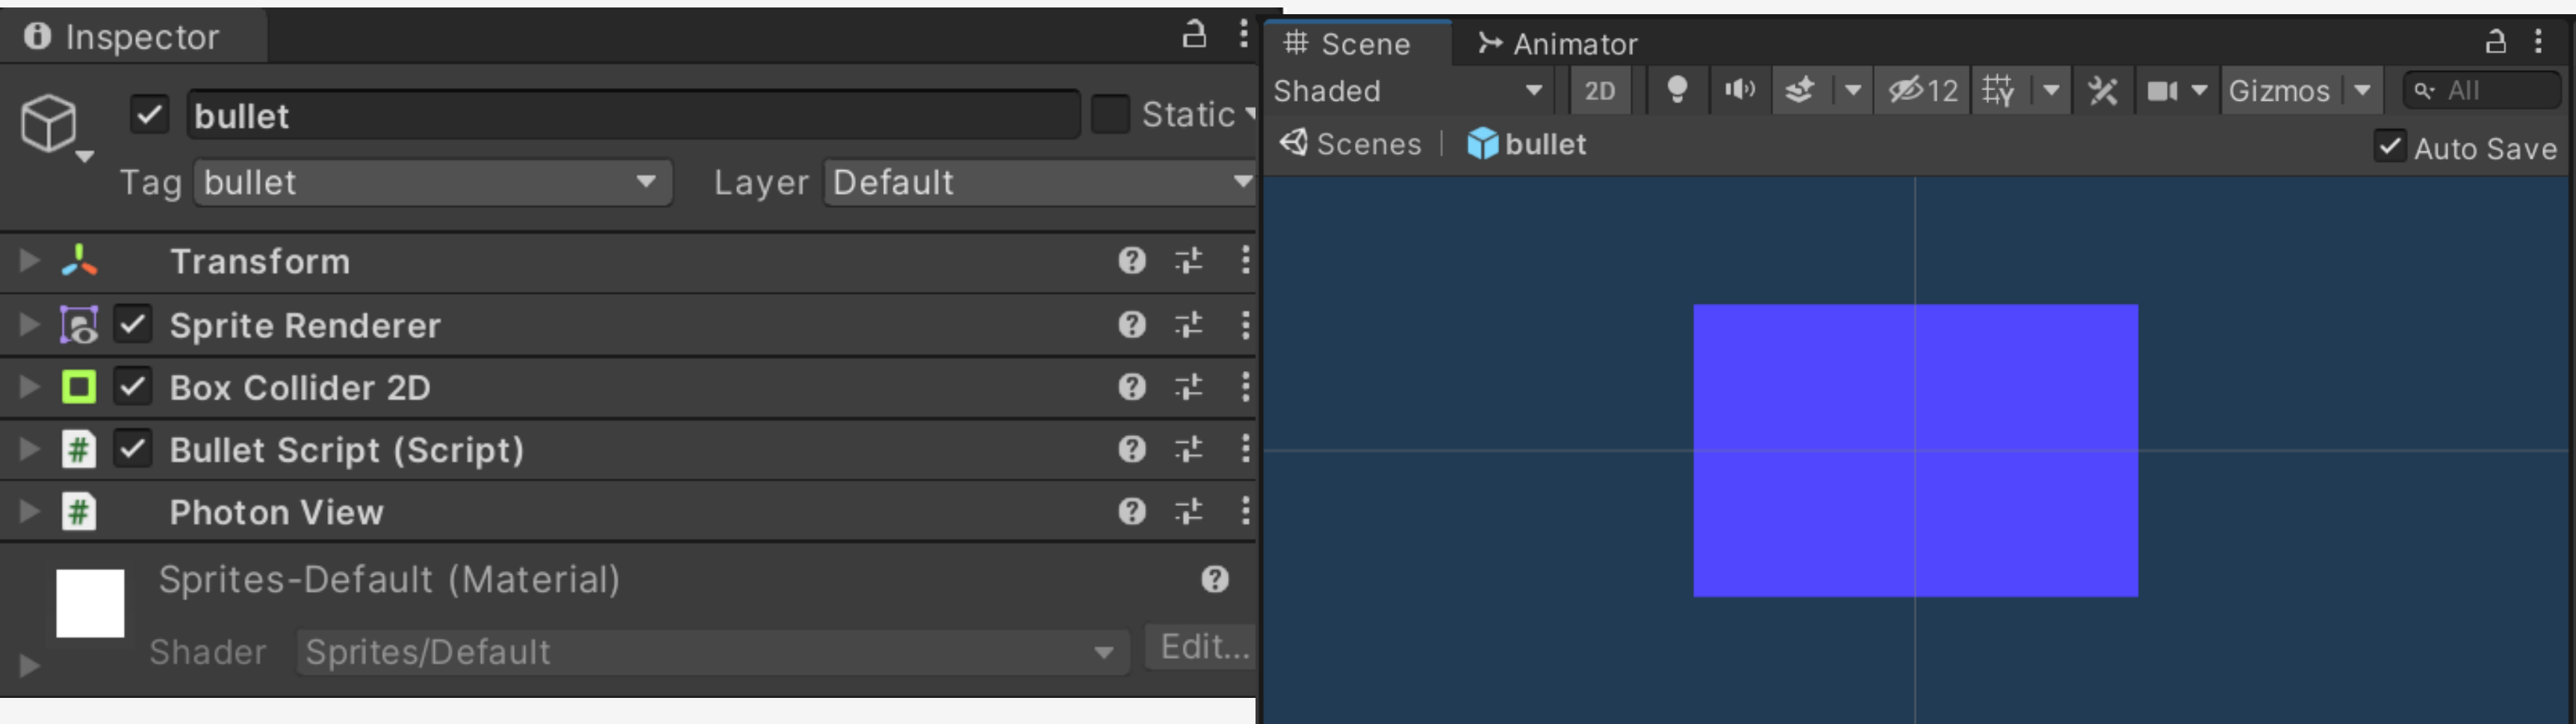 Inspector
bullet Static
Tag bullet Layer Default
Transform
Sprite Renderer
Box Collider 2D
Bullet Script (Script)
Photon View
Sprites-Default (Material)
Shader Sprites/Default Edit...
Scene Animator
Shaded 2D 12 Gizmos All
Scenes bullet Auto Save